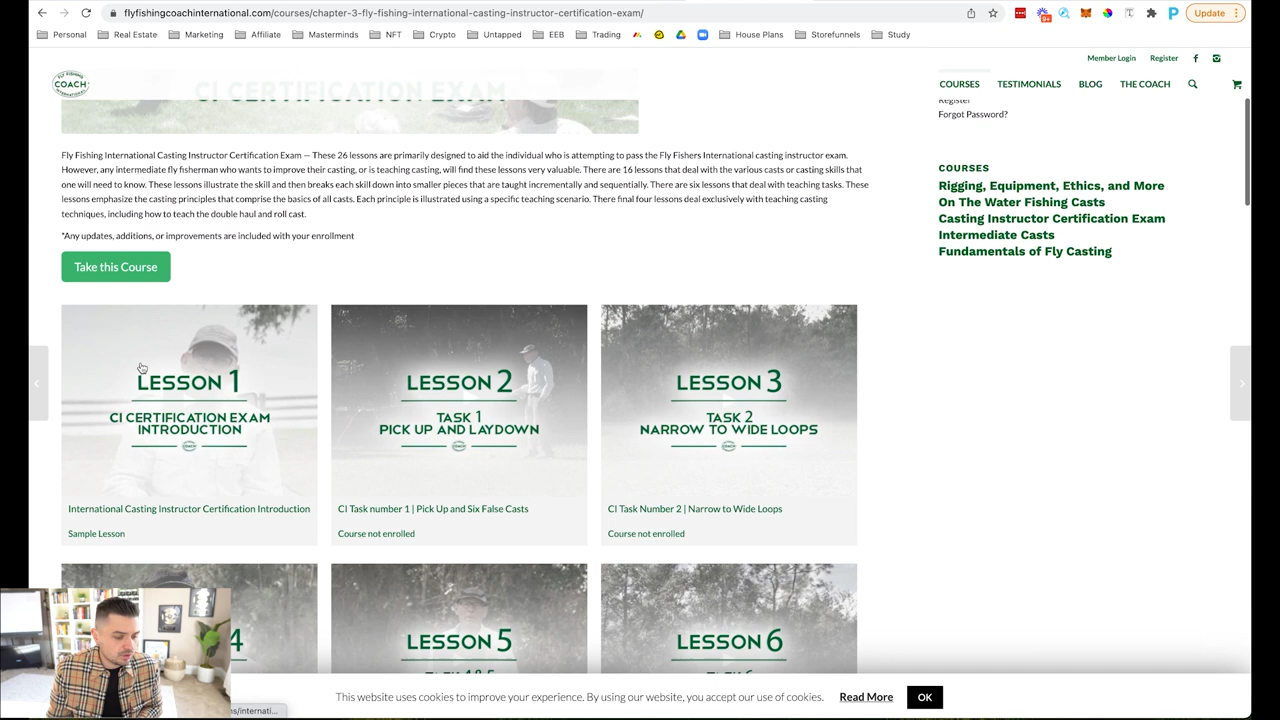 flyfishingcoachinternational.com/courses/chapter-3-fly-fishing-international-casting-instructor-certification-exam/
9+
Update
Personal
Real Estate
Marketing
Affiliate
Masterminds
NFT
Crypto
Untapped
EEB
Trading
House Plans
Storefunnels
Study
Member Login
Register
FLY FISHING
COACH
INTERNATIONAL
COURSES
TESTIMONIALS
BLOG
THE COACH
CI CERTIFICATION EXAM
Register
Forgot Password?
Fly Fishing International Casting Instructor Certification Exam — These 26 lessons are primarily designed to aid the individual who is attempting to pass the Fly Fishers International casting instructor exam.
However, any intermediate fly fisherman who wants to improve their casting, or is teaching casting, will find these lessons very valuable. There are 16 lessons that deal with the various casts or casting skills that
one will need to know. These lessons illustrate the skill and then breaks each skill down into smaller pieces that are taught incrementally and sequentially. There are six lessons that deal with teaching tasks. These
lessons emphasize the casting principles that comprise the basics of all casts. Each principle is illustrated using a specific teaching scenario. There final four lessons deal exclusively with teaching casting
techniques, including how to teach the double haul and roll cast.
*Any updates, additions, or improvements are included with your enrollment
Take this Course
COURSES
Rigging, Equipment, Ethics, and More
On The Water Fishing Casts
Casting Instructor Certification Exam
Intermediate Casts
Fundamentals of Fly Casting
LESSON 1
CI CERTIFICATION EXAM
INTRODUCTION
COACH
International Casting Instructor Certification Introduction
Sample Lesson
LESSON 2
TASK 1
PICK UP AND LAYDOWN
COACH
CI Task number 1 | Pick Up and Six False Casts
Course not enrolled
LESSON 3
TASK 2
NARROW TO WIDE LOOPS
COACH
CI Task Number 2 | Narrow to Wide Loops
Course not enrolled
4
LESSON 5
LESSON 6
This website uses cookies to improve your experience. By using our website, you accept our use of cookies.
Read More
OK